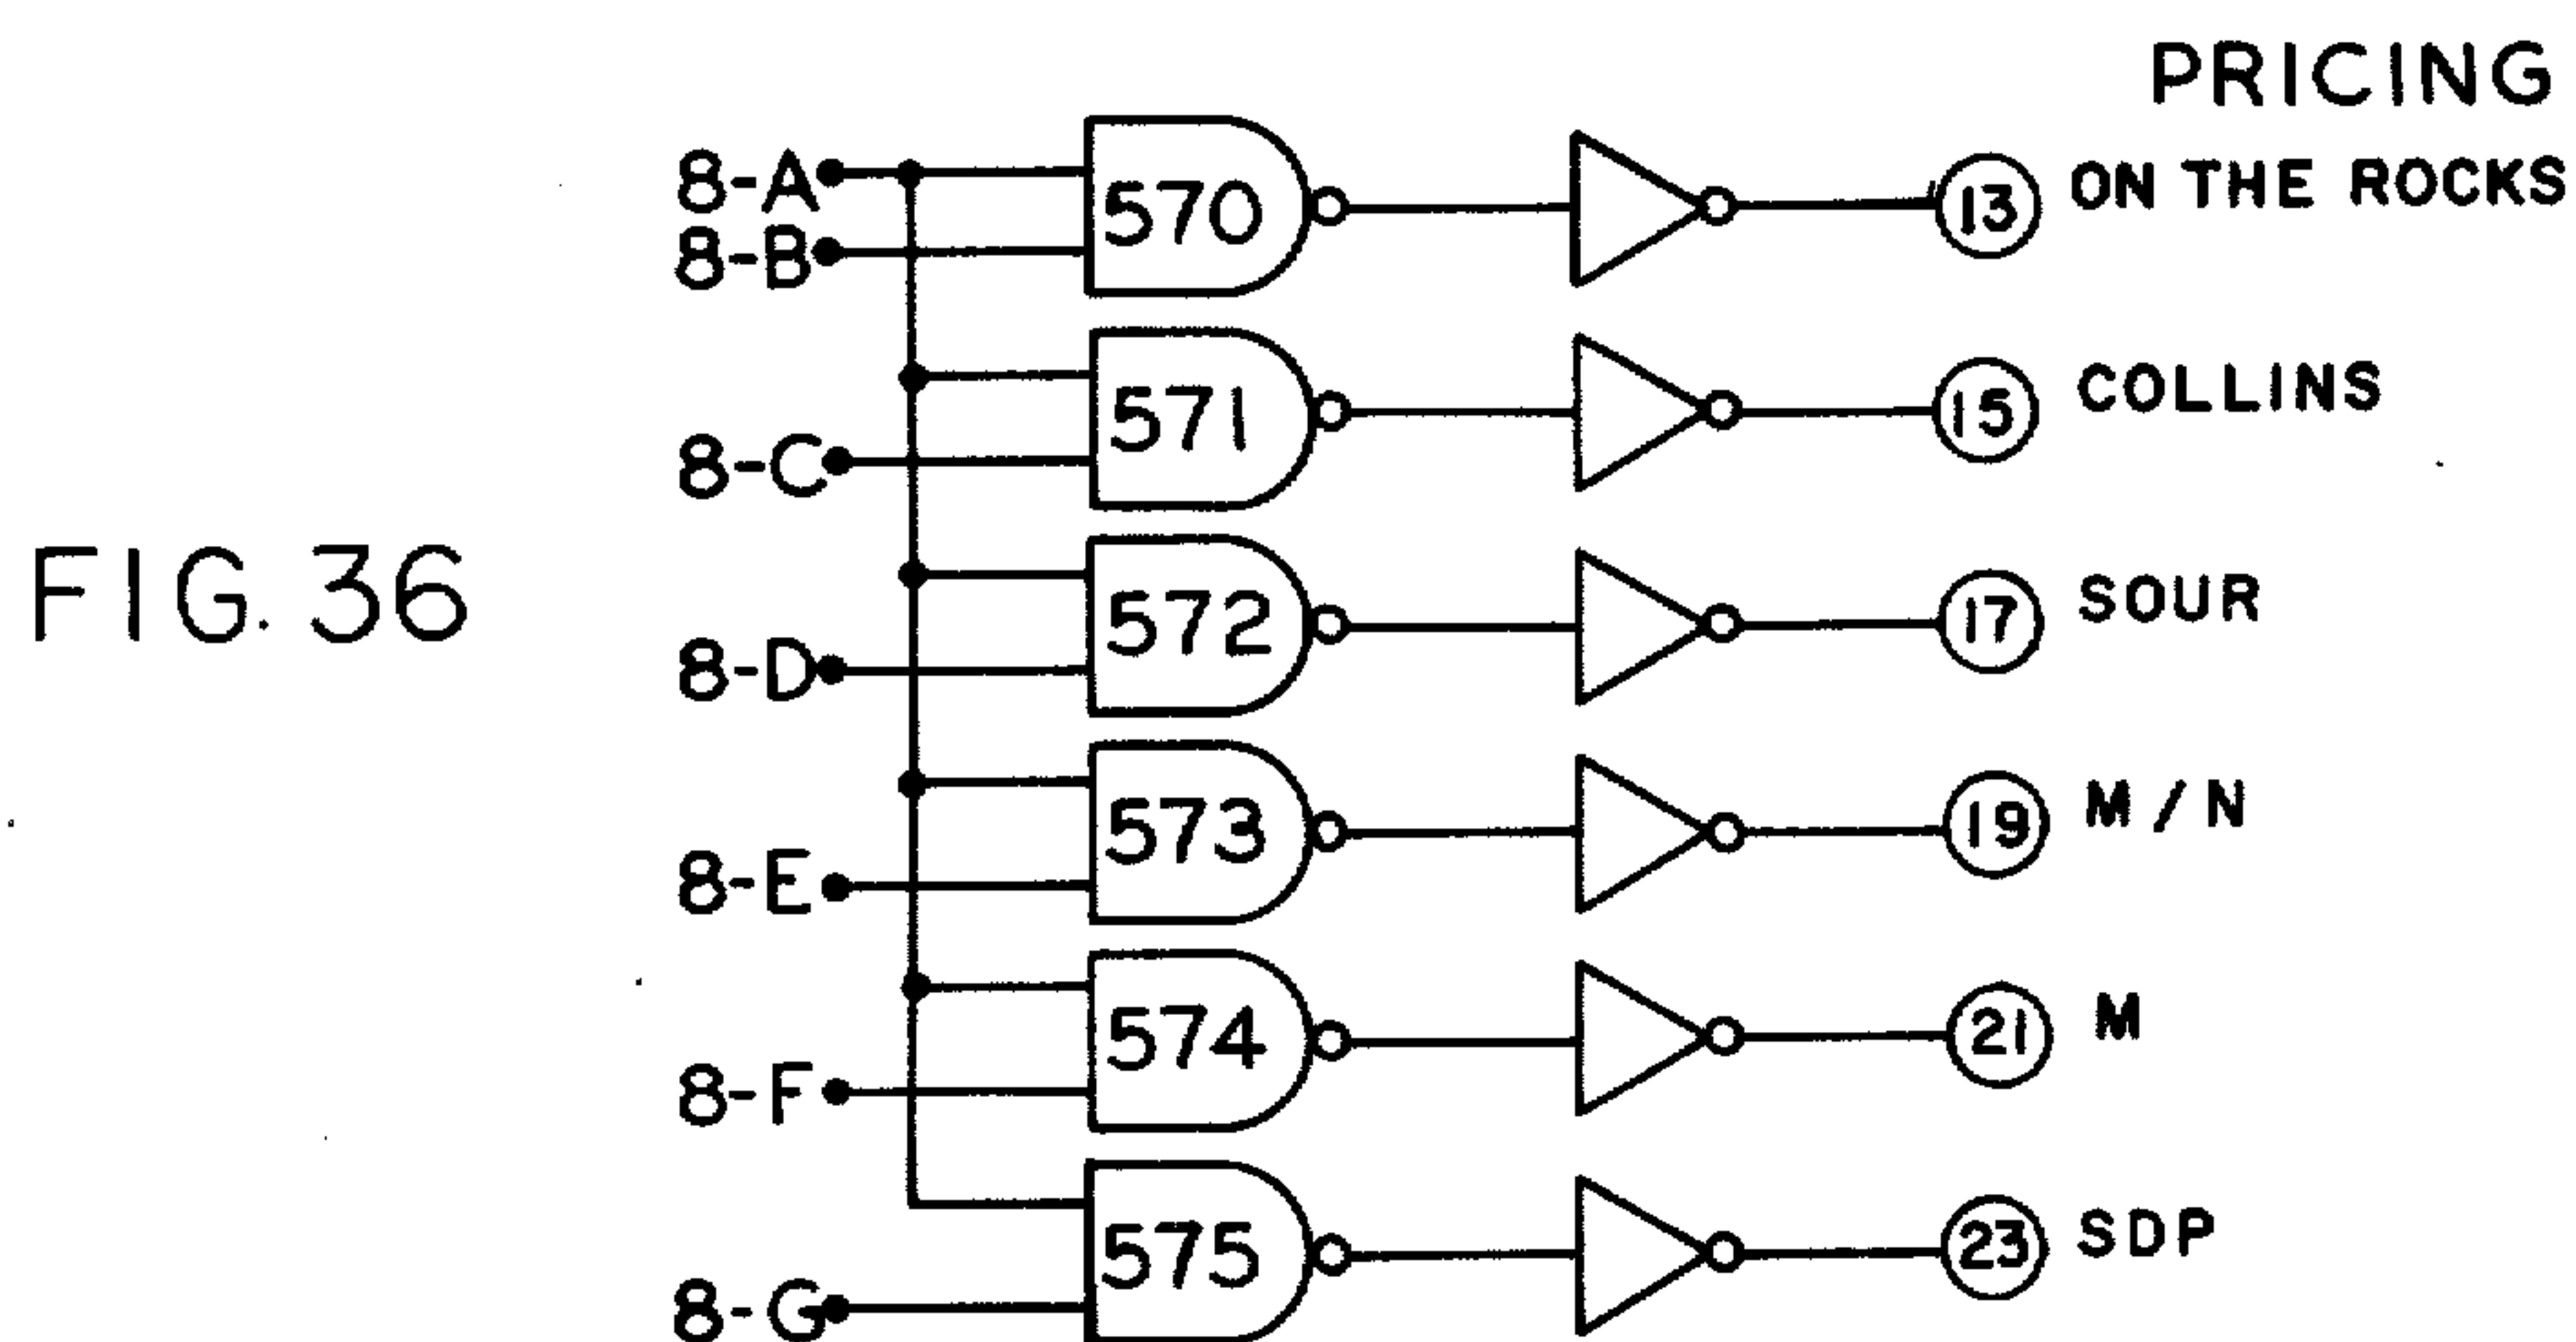 PRICING
8-A 570 13 ON THE ROCKS
8-B
8-C 571 15 COLLINS
FIG. 36
8-D 572 17 SOUR
8-E 573 19 M/N
8-F 574 21 M
8-G 575 23 SDP